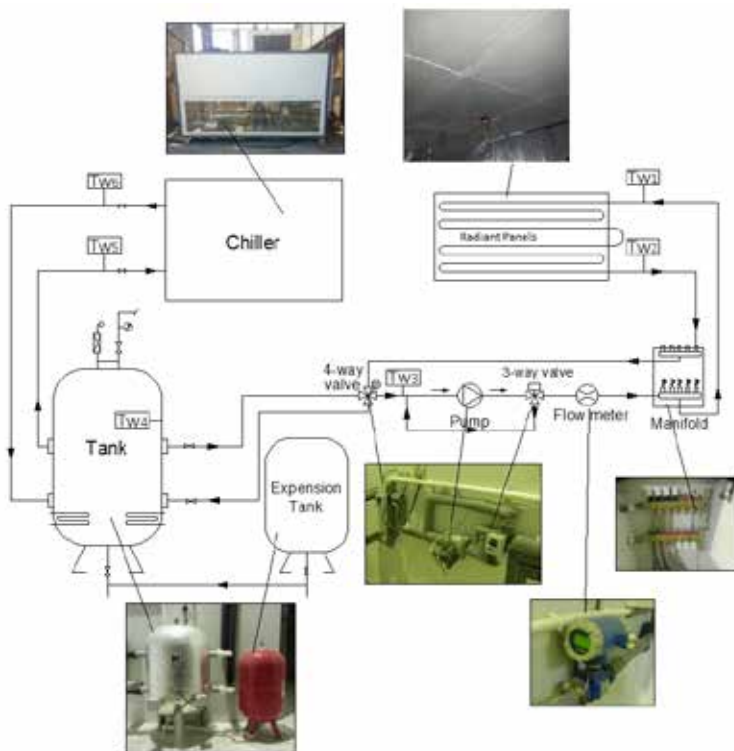 TW6
TW1
Chiller
Radiant Panels
TW5
TW2
4-way
valve
TW3
3-way valve
Pump
Flow meter
Manifold
TW4
Tank
Expension
Tank